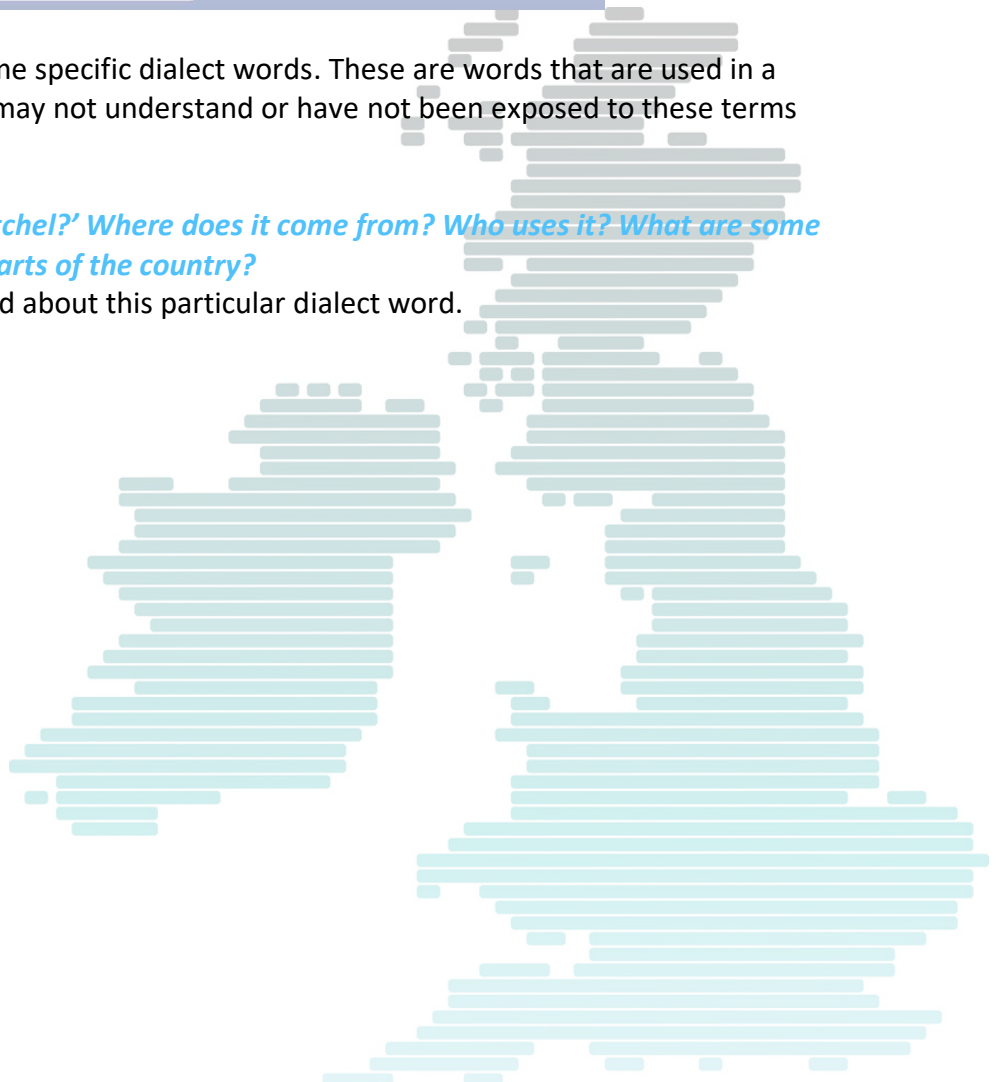 me specific dialect words. These are words that are used in a
may not understand or have not been exposed to these terms
tchel?’ Where does it come from? Who uses it? What are some
arts of the country?
d about this particular dialect word.